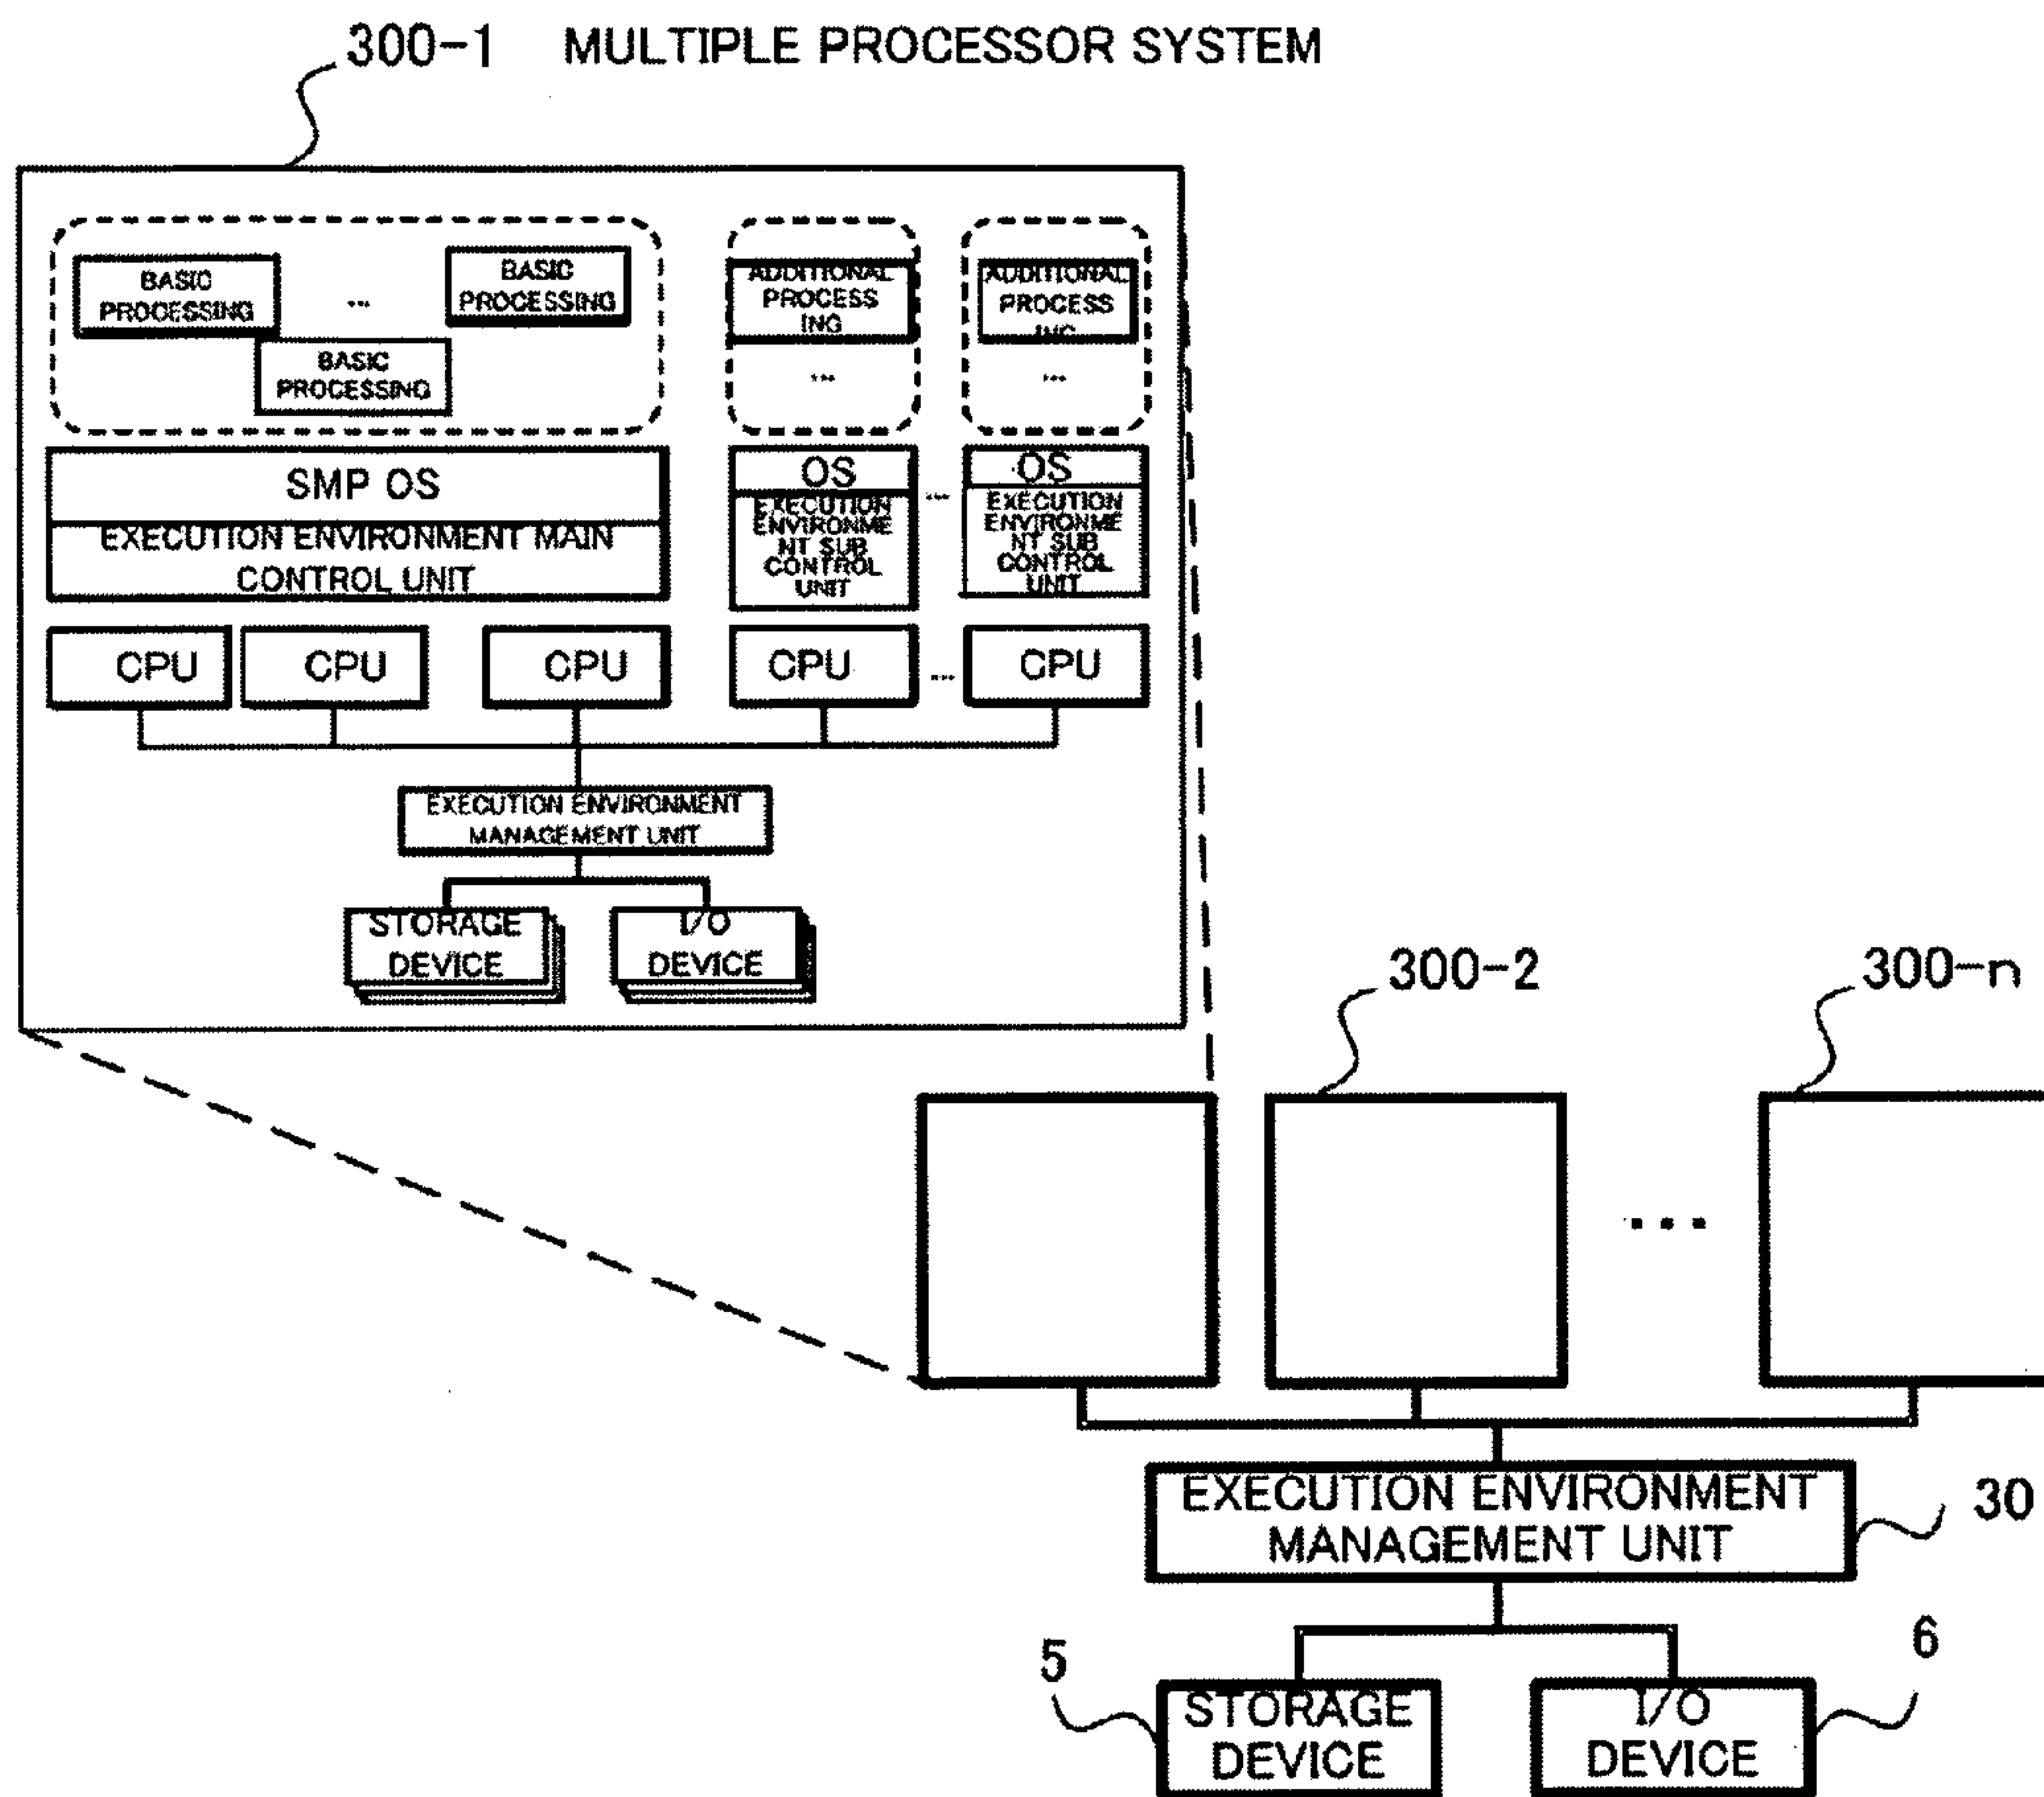 300-1 MULTIPLE PROCESSOR SYSTEM
BASIC
PROCESSING
...
BASIC
PROCESSING
BASIC
PROCESSING
ADDITIONAL
PROCESS
ING
...
ADDITIONAL
PROCESS
ING
...
SMP OS
EXECUTION ENVIRONMENT MAIN
CONTROL UNIT
OS
EXECUTION
ENVIRONME
NT SUB
CONTROL
UNIT
...
OS
EXECUTION
ENVIRONME
NT SUB
CONTROL
UNIT
CPU
CPU
CPU
CPU
...
CPU
EXECUTION ENVIRONMENT
MANAGEMENT UNIT
STORAGE
DEVICE
I/O
DEVICE
300-2
300-n
...
EXECUTION ENVIRONMENT
MANAGEMENT UNIT
30
5
STORAGE
DEVICE
I/O
DEVICE
6